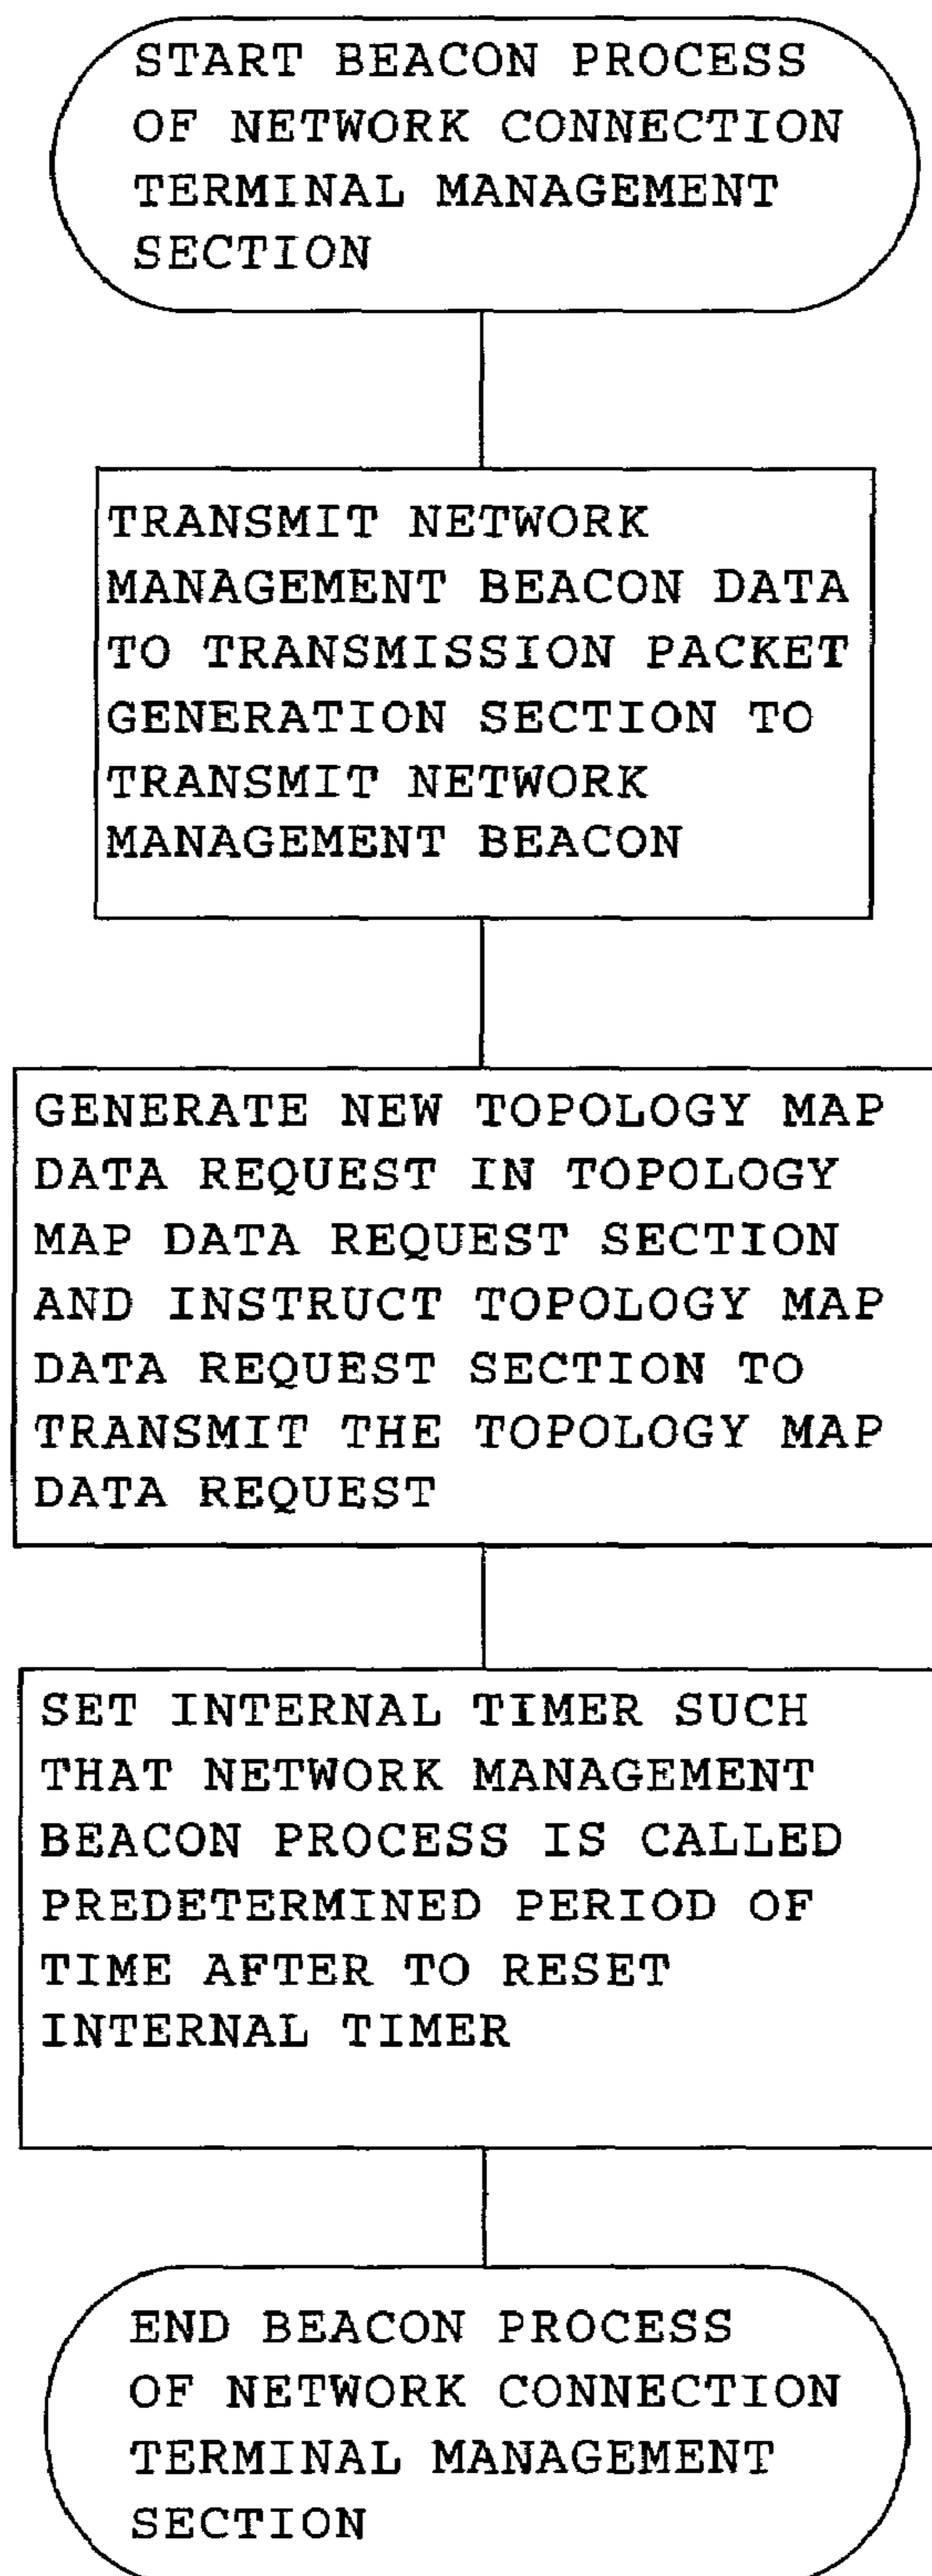 START BEACON PROCESS
OF NETWORK CONNECTION
TERMINAL MANAGEMENT
SECTION
TRANSMIT NETWORK
MANAGEMENT BEACON DATA
TO TRANSMISSION PACKET
GENERATION SECTION TO
TRANSMIT NETWORK
MANAGEMENT BEACON
GENERATE NEW TOPOLOGY MAP
DATA REQUEST IN TOPOLOGY
MAP DATA REQUEST SECTION
AND INSTRUCT TOPOLOGY MAP
DATA REQUEST SECTION TO
TRANSMIT THE TOPOLOGY MAP
DATA REQUEST
SET INTERNAL TIMER SUCH
THAT NETWORK MANAGEMENT
BEACON PROCESS IS CALLED
PREDETERMINED PERIOD OF
TIME AFTER TO RESET
INTERNAL TIMER
END BEACON PROCESS
OF NETWORK CONNECTION
TERMINAL MANAGEMENT
SECTION